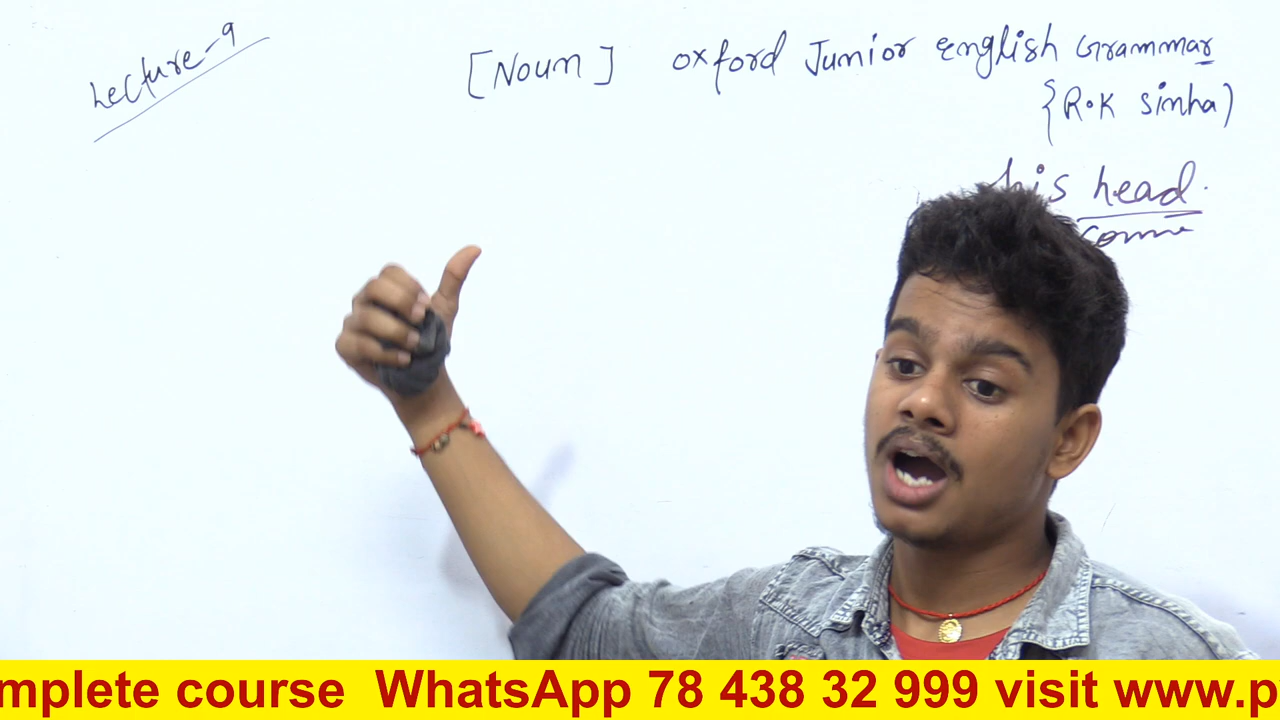 Lecture-9
[Noun] oxford Junior English Grammar
{R.K Sinha)
his head.
come
mplete course WhatsApp 78 438 32 999 visit www.p